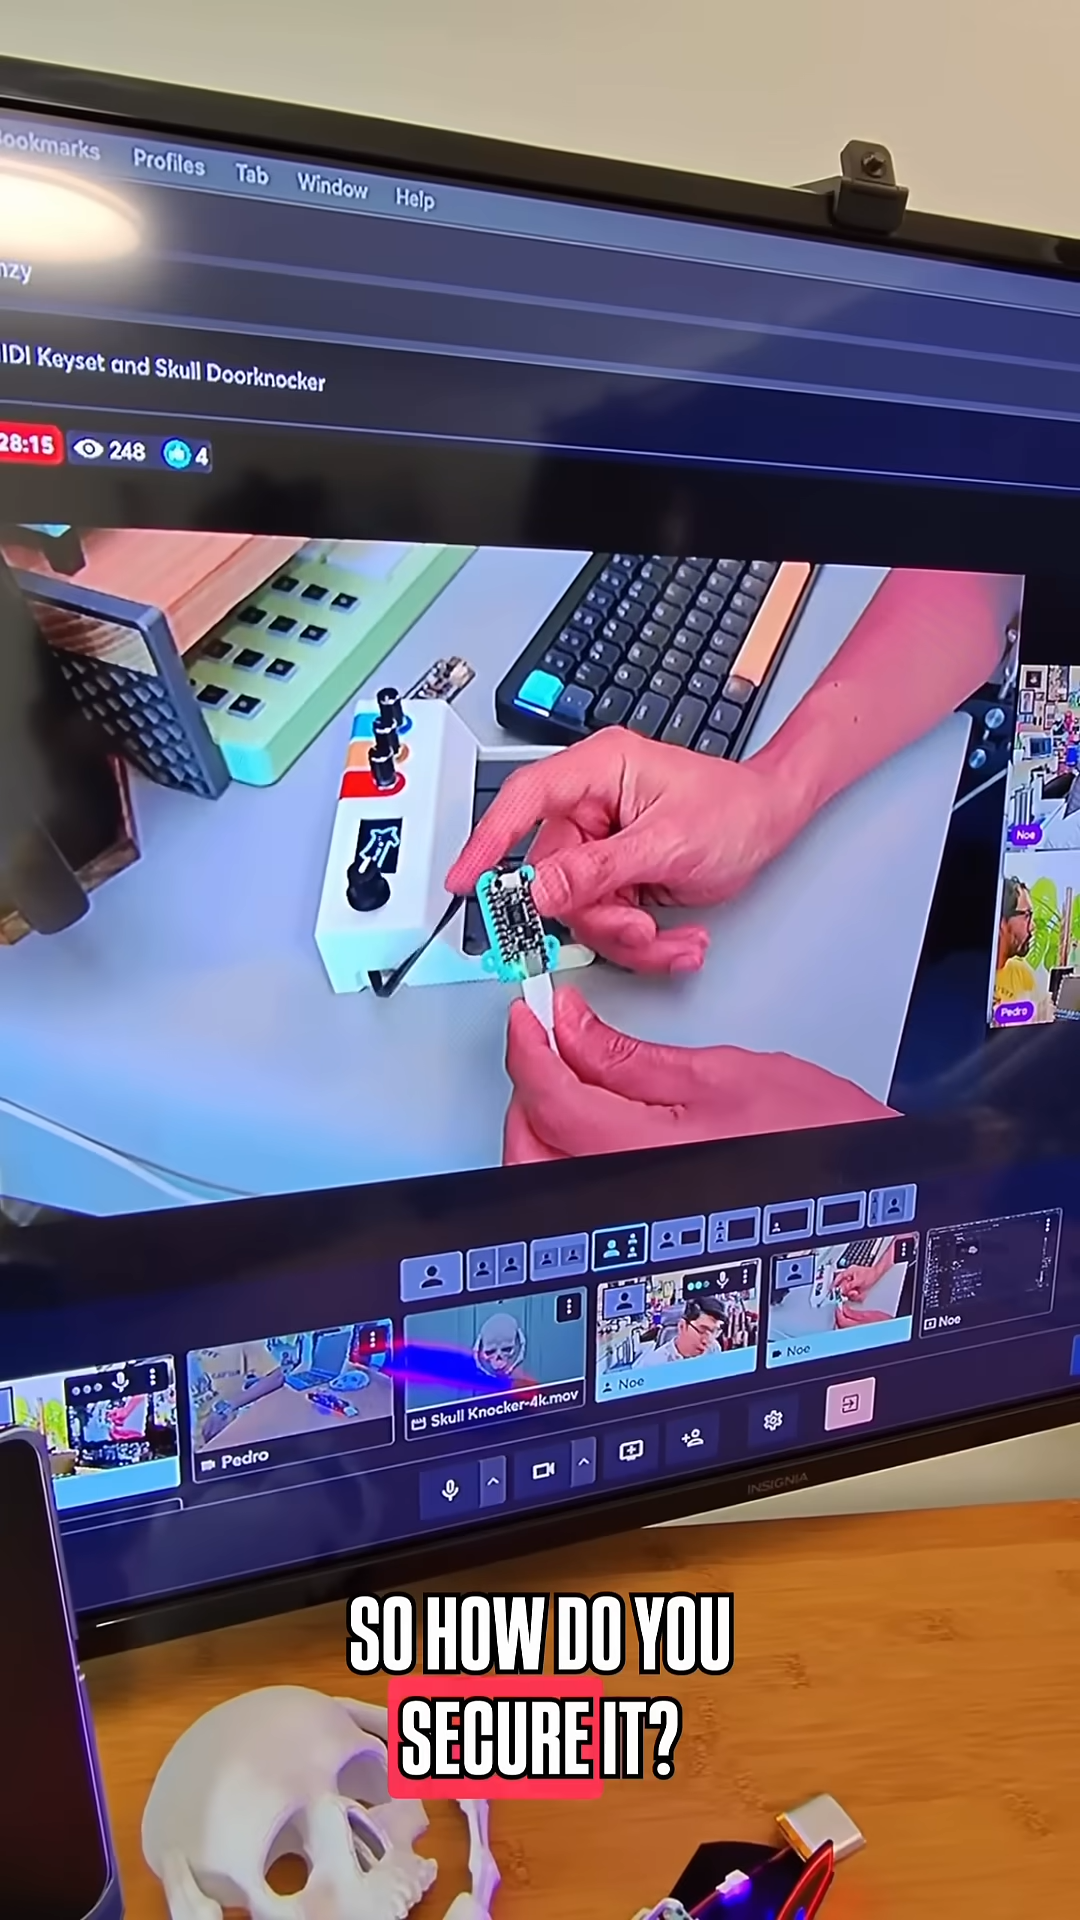 ookmarks Profiles Tab Window Help
nzy
IDI Keyset and Skull Doorknocker
28:15 248 4
Noe
Pedro
Pedro
Skull Knocker-4k.mov
Noe
Noe
Noe
INSIGNIA
SO HOW DO YOU
SECURE IT?